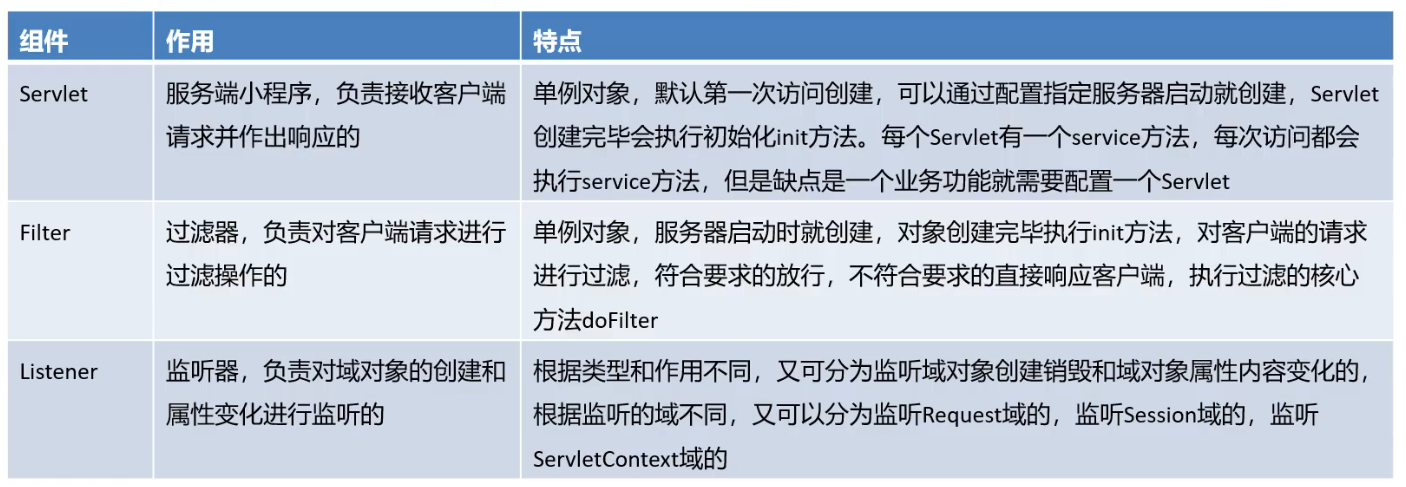 组件 作用 特点
Servlet 服务端小程序，负责接收客户端请求并作出响应的 单例对象，默认第一次访问创建，可以通过配置指定服务器启动就创建，Servlet
创建完毕会执行初始化init方法。每个Servlet有一个service方法，每次访问都会
执行service方法，但是缺点是一个业务功能就需要配置一个Servlet
Filter 过滤器，负责对客户端请求进行过滤操作的 单例对象，服务器启动时就创建，对象创建完毕执行init方法，对客户端的请求
进行过滤，符合要求的放行，不符合要求的直接响应客户端，执行过滤的核心
方法doFilter
Listener 监听器，负责对域对象的创建和属性变化进行监听的 根据类型和作用不同，又可分为监听域对象创建销毁和域对象属性内容变化的，
根据监听的域不同，又可以分为监听Request域的，监听Session域的，监听
ServletContext域的